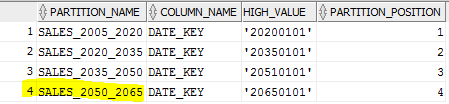 PARTITION_NAME COLUMN_NAME HIGH_VALUE PARTITION_POSITION
1 SALES_2005_2020 DATE_KEY '20200101' 1
2 SALES_2020_2035 DATE_KEY '20350101' 2
3 SALES_2035_2050 DATE_KEY '20510101' 3
4 SALES_2050_2065 DATE_KEY '20650101' 4